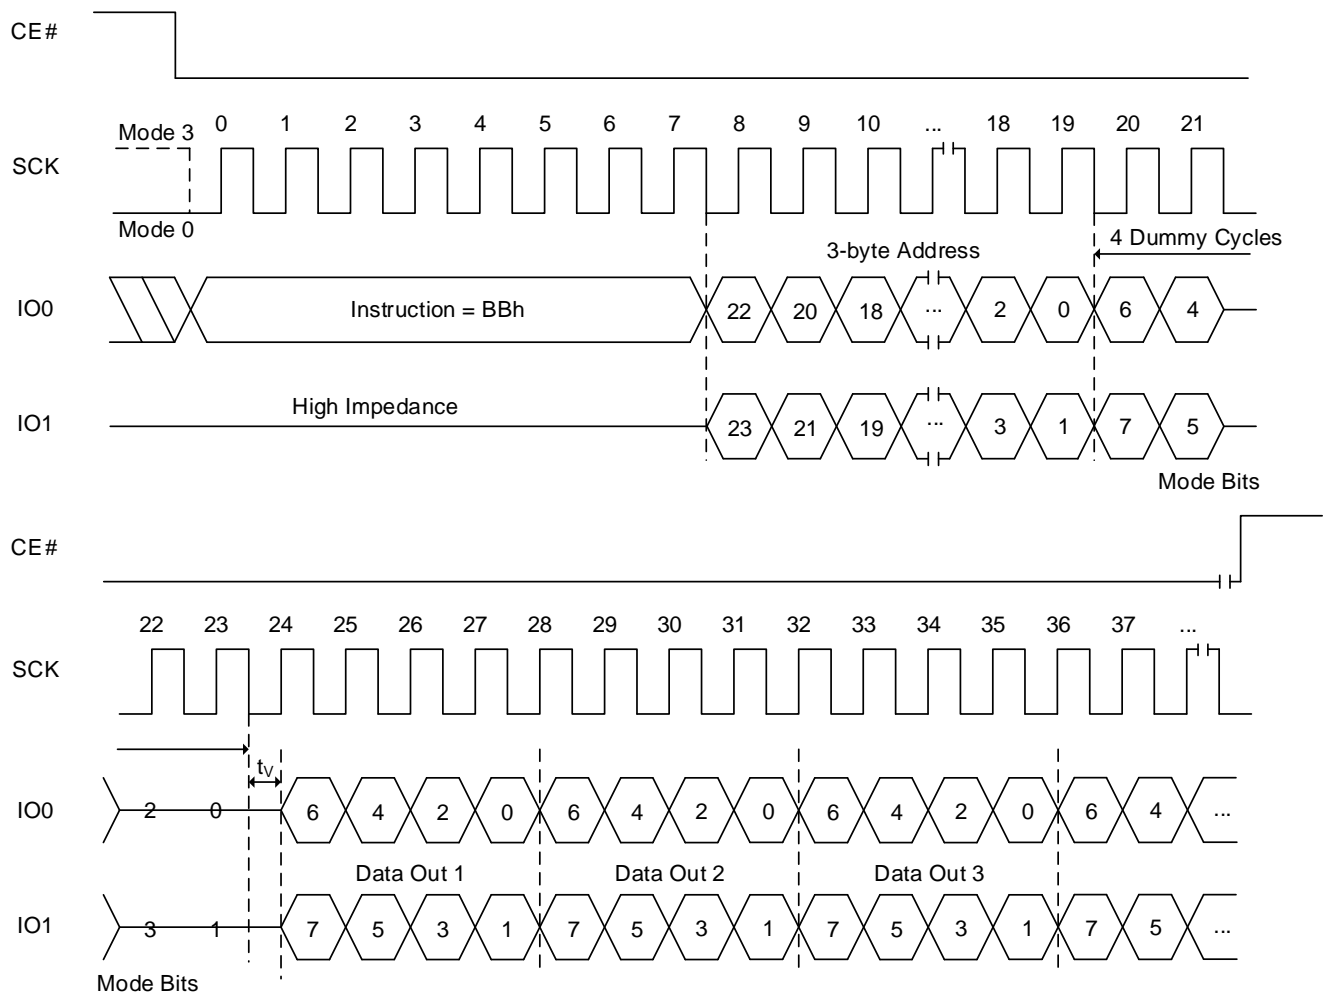 CE#
0 1 2 3 4 5 6 7 8 9 10 ... 18 19 20 21
Mode 3
SCK
Mode 0
3-byte Address
4 Dummy Cycles
IO0
Instruction = BBh
22 20 18 ... 2 0 6 4
High Impedance
IO1
23 21 19 ... 3 1 7 5
Mode Bits
CE#
22 23 24 25 26 27 28 29 30 31 32 33 34 35 36 37 ...
SCK
tV
IO0
2 0 6 4 2 0 6 4 2 0 6 4 2 0 6 4 ...
Data Out 1 Data Out 2 Data Out 3
IO1
3 1 7 5 3 1 7 5 3 1 7 5 3 1 7 5 ...
Mode Bits